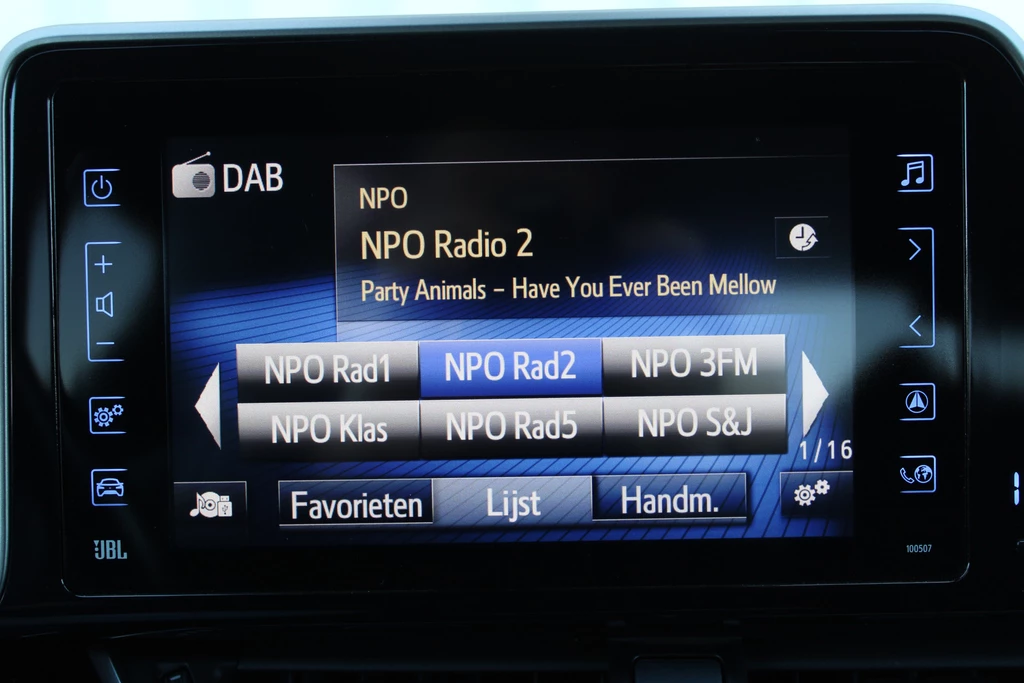 DAB
NPO
NPO Radio 2
Party Animals – Have You Ever Been Mellow
NPO Rad1 NPO Rad2 NPO 3FM
NPO Klas NPO Rad5 NPO S&J
1/16
Favorieten Lijst Handm.
JBL
100507